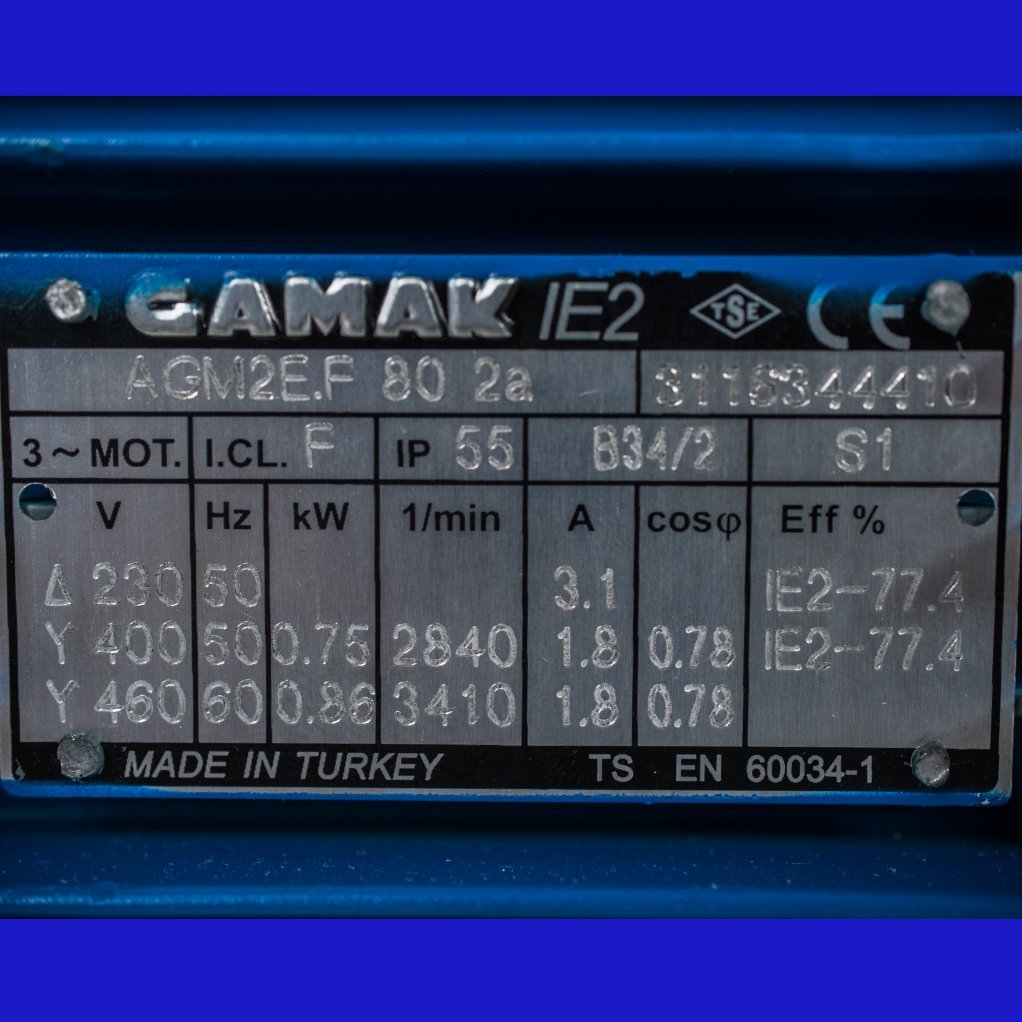 GAMAK IE2 TSE CE
AGM2E.F 80 2a 3115344410
3~MOT. I.CL. F IP 55 B34/2 S1
V Hz kW 1/min A cosφ Eff %
Δ 230 50 3.1 IE2-77.4
Y 400 50 0.75 2840 1.8 0.78 IE2-77.4
Y 460 60 0.86 3410 1.8 0.78
MADE IN TURKEY TS EN 60034-1